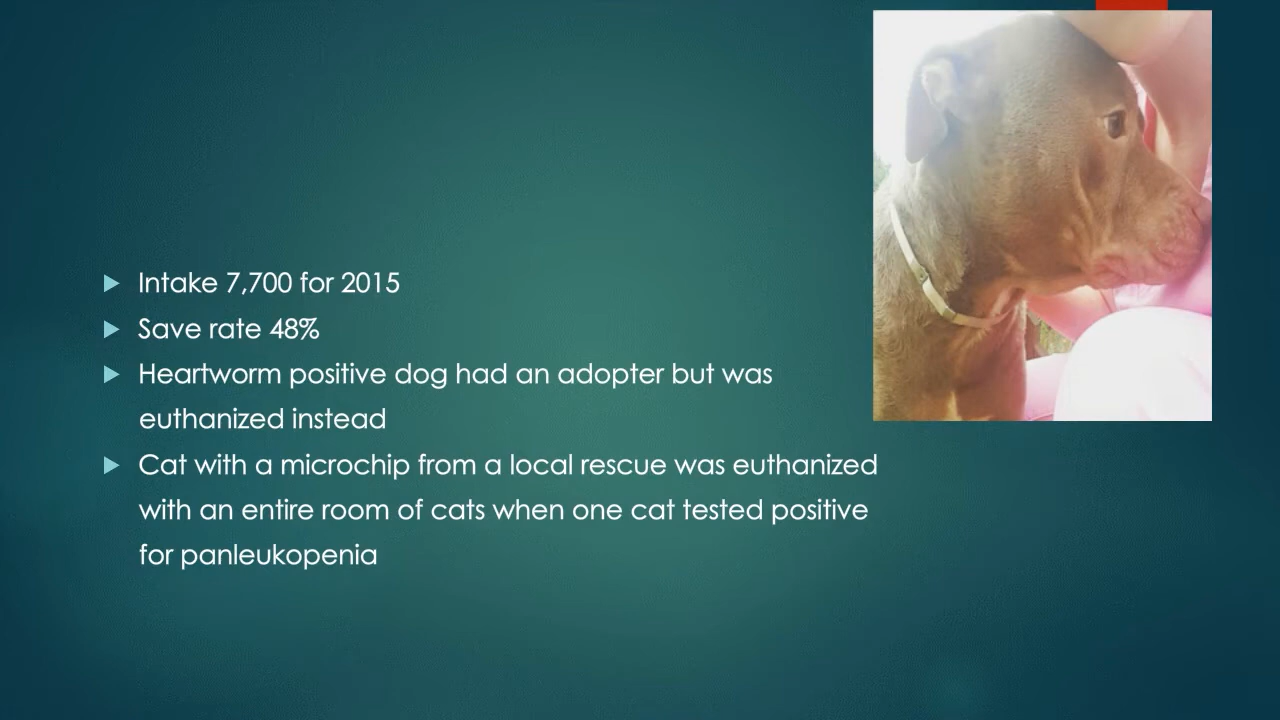 Intake 7,700 for 2015
Save rate 48%
Heartworm positive dog had an adopter but was
euthanized instead
Cat with a microchip from a local rescue was euthanized
with an entire room of cats when one cat tested positive
for panleukopenia